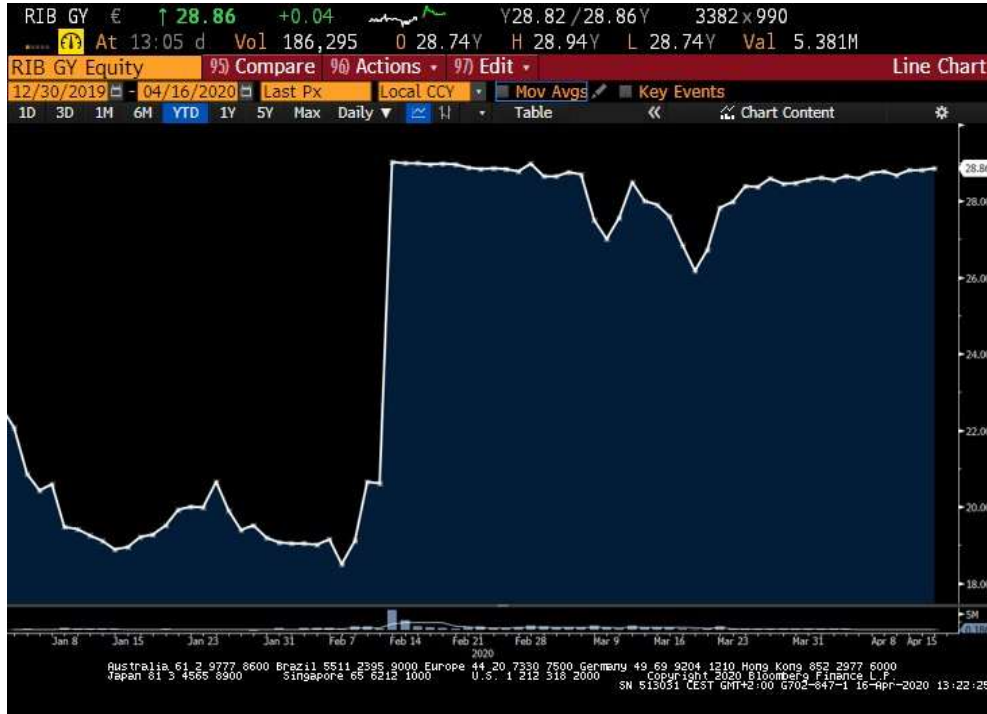 RIB GY € ↑ 28.86 +0.04 Y28.82 / 28.86Y 3382 x 990
At 13:05 d Vol 186,295 O 28.74Y H 28.94Y L 28.74Y Val 5.381M
RIB GY Equity 95) Compare 96) Actions 97) Edit Line Chart
12/30/2019 - 04/16/2020 Last Px Local CCY Mov Avgs Key Events
1D 3D 1M 6M YTD 1Y 5Y Max Daily ▼ Table « Chart Content
28.86
28.00
26.00
24.00
22.00
20.00
18.00
5M
Jan 8 Jan 15 Jan 23 Jan 31 Feb 7 Feb 14 Feb 21 Feb 28 Mar 9 Mar 16 Mar 23 Mar 31 Apr 8 Apr 15
2020
Australia 61 2 9777 8600 Brazil 5511 2395 9000 Europe 44 20 7330 7500 Germany 49 69 9204 1210 Hong Kong 852 2977 6000
Japan 81 3 4565 8900 Singapore 65 6212 1000 U.S. 1 212 318 2000 Copyright 2020 Bloomberg Finance L.P.
SN 513031 CEST GMT+2:00 G702-847-1 16-Apr-2020 13:22:25